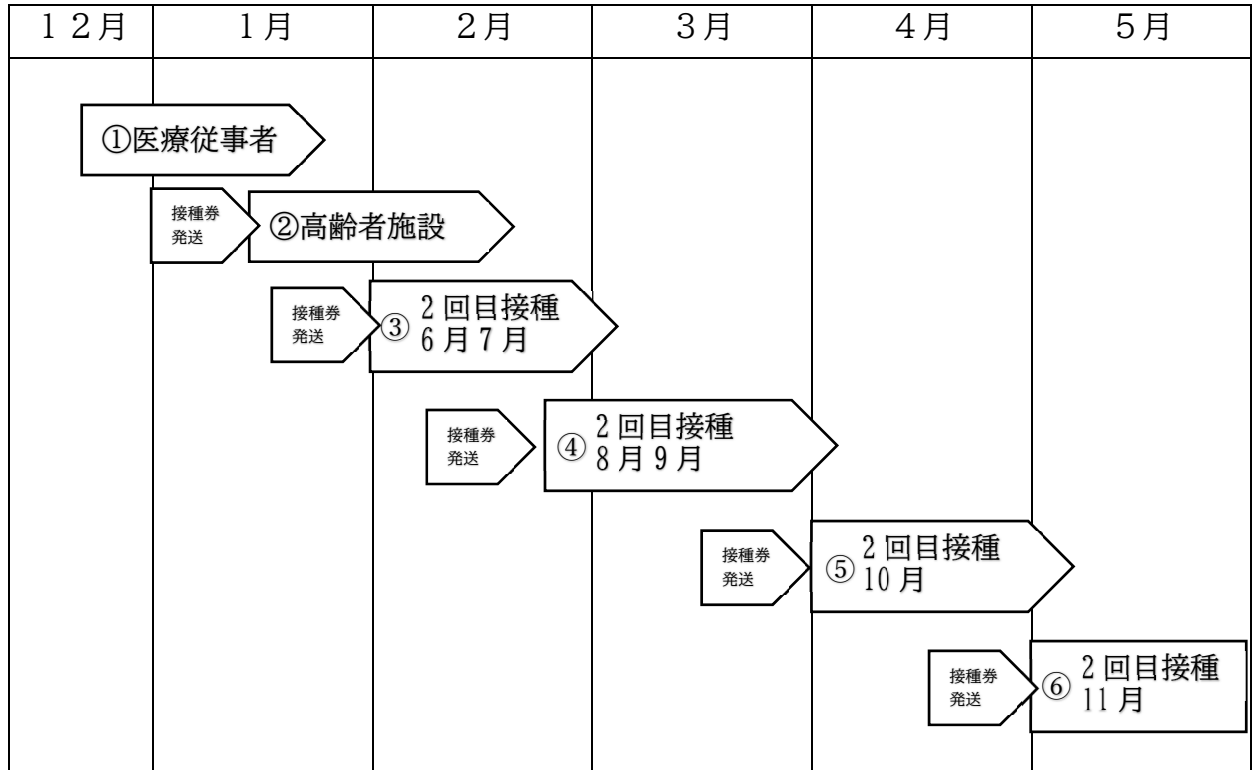 １２月 １月 ２月 ３月 ４月 ５月
①医療従事者
接種券
発送
②高齢者施設
接種券
発送
③
2回目接種
6月7月
接種券
発送
④
2回目接種
8月9月
接種券
発送
⑤
2回目接種
10月
接種券
発送
⑥
2回目接種
11月